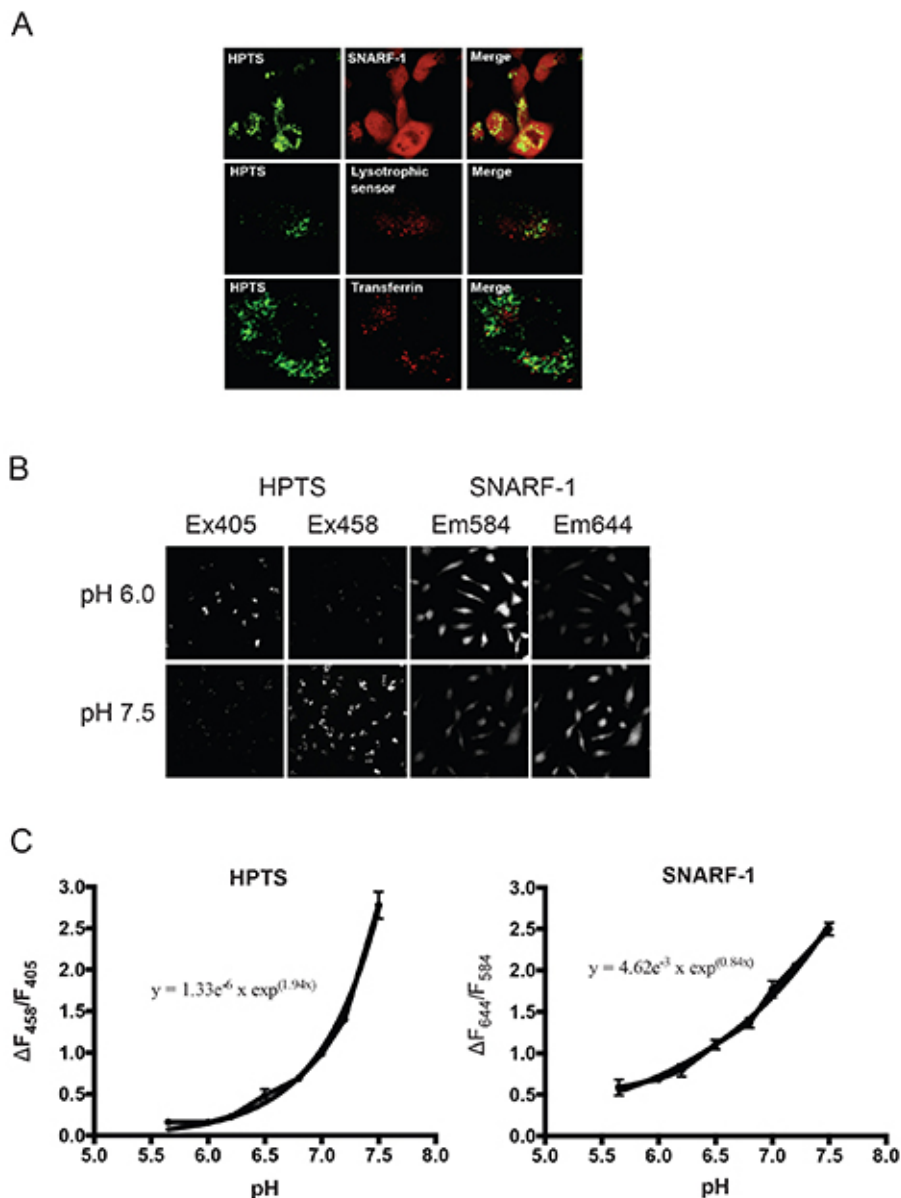 A
HPTS SNARF-1 Merge
HPTS Lysotrophic sensor Merge
HPTS Transferrin Merge
B
HPTS SNARF-1
Ex405 Ex458 Em584 Em644
pH 6.0
pH 7.5
C
HPTS
3.0
2.5
2.0
1.5
1.0
0.5
0.0
ΔF458/F405
y = 1.33e^-6 x exp^(1.94x)
5.0 5.5 6.0 6.5 7.0 7.5 8.0
pH
SNARF-1
3.0
2.5
2.0
1.5
1.0
0.5
0.0
ΔF644/F584
y = 4.62e^-3 x exp^(0.84x)
5.0 5.5 6.0 6.5 7.0 7.5 8.0
pH